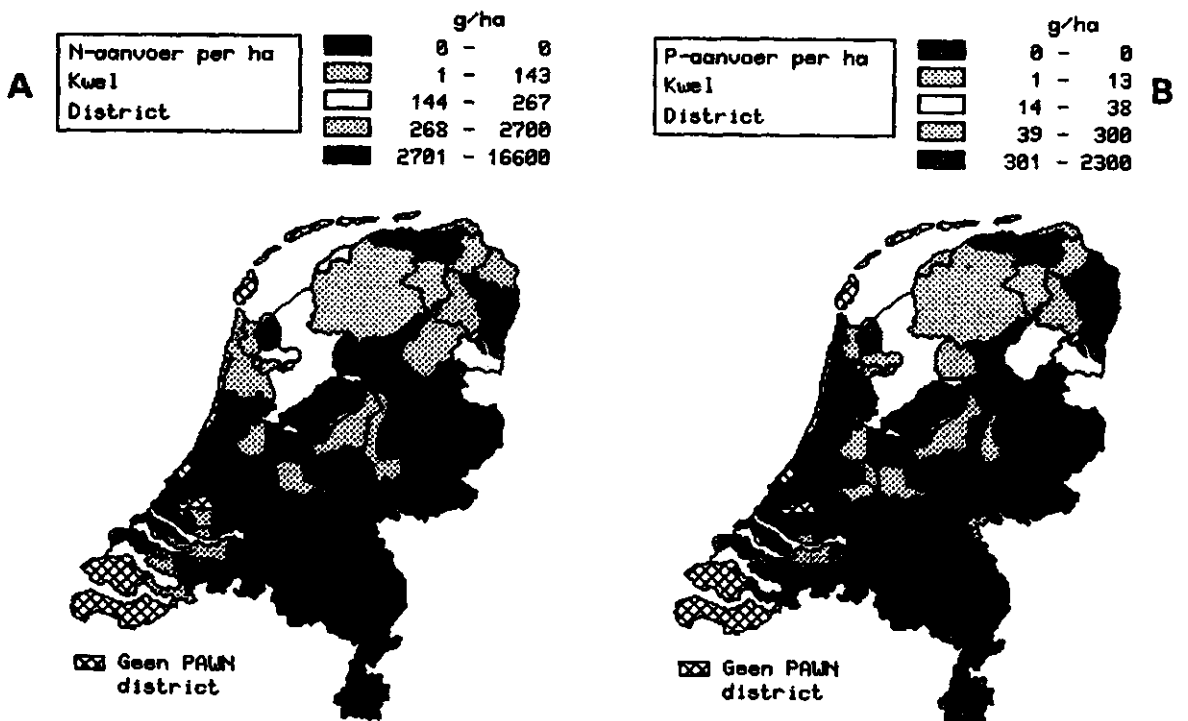 A
N-aanvoer per ha
Kwel
District
g/ha
0 - 0
1 - 143
144 - 267
268 - 2700
2701 - 16600
Geen PAWN
district
P-aanvoer per ha
Kwel
District
g/ha
0 - 0
1 - 13
14 - 38
39 - 300
301 - 2300
B
Geen PAWN
district